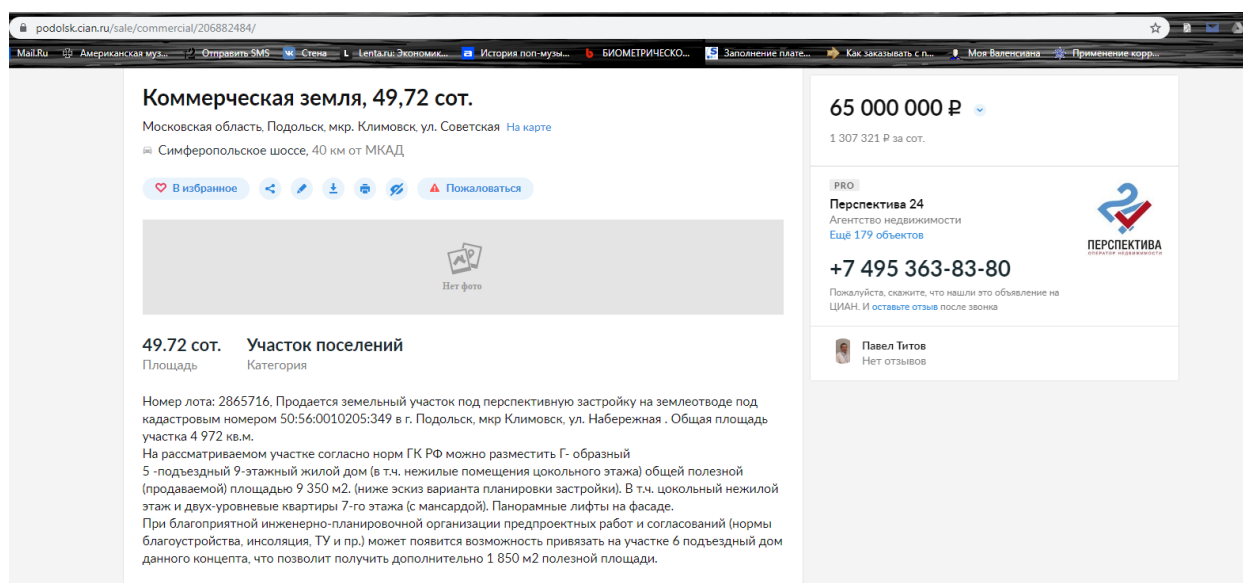 podolsk.cian.ru/sale/commercial/206882484/
Mail.Ru Американская муз... Отправить SMS Стена Lenta.ru: Экономик... История поп-музы... БИОМЕТРИЧЕСКО... Заполнение плате... Как заказывать с п... Моя Валенсиана Применение корр...
Коммерческая земля, 49,72 сот.
Московская область, Подольск, мкр. Климовск, ул. Советская На карте
Симферопольское шоссе, 40 км от МКАД
В избранное Пожаловаться
Нет фото
49.72 сот. Участок поселений
Площадь Категория
Номер лота: 2865716, Продается земельный участок под перспективную застройку на землеотводе под
кадастровым номером 50:56:0010205:349 в г. Подольск, мкр Климовск, ул. Набережная . Общая площадь
участка 4 972 кв.м.
На рассматриваемом участке согласно норм ГК РФ можно разместить Г- образный
5 -подъездный 9-этажный жилой дом (в т.ч. нежилые помещения цокольного этажа) общей полезной
(продаваемой) площадью 9 350 м2. (ниже эскиз варианта планировки застройки). В т.ч. цокольный нежилой
этаж и двух-уровневые квартиры 7-го этажа (с мансардой). Панорамные лифты на фасаде.
При благоприятной инженерно-планировочной организации предпроектных работ и согласований (нормы
благоустройства, инсоляция, ТУ и пр.) может появится возможность привязать на участке 6 подъездный дом
данного концепта, что позволит получить дополнительно 1 850 м2 полезной площади.
65 000 000 ₽
1 307 321 ₽ за сот.
PRO
Перспектива 24
Агентство недвижимости
Ещё 179 объектов
ПЕРСПЕКТИВА
ОПЕРАТОР НЕДВИЖИМОСТИ
+7 495 363-83-80
Пожалуйста, скажите, что нашли это объявление на
ЦИАН. И оставьте отзыв после звонка
Павел Титов
Нет отзывов